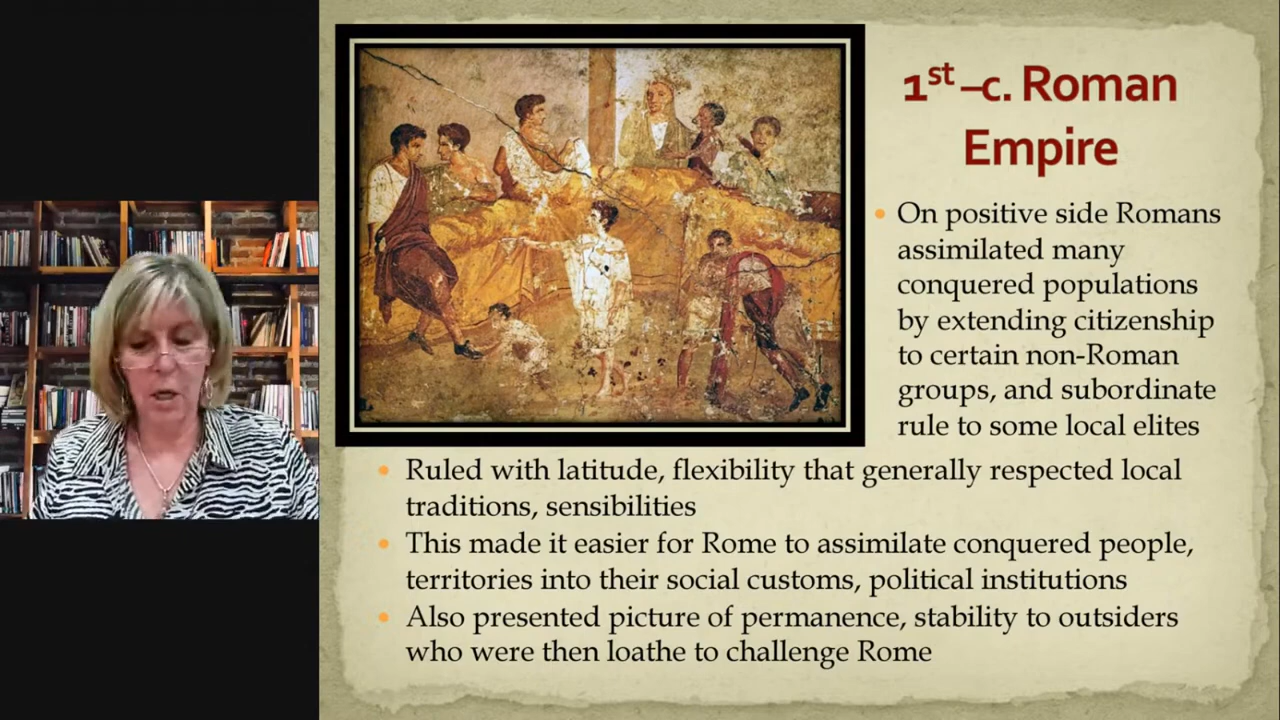 1st –c. Roman
Empire
• On positive side Romans
assimilated many
conquered populations
by extending citizenship
to certain non-Roman
groups, and subordinate
rule to some local elites
• Ruled with latitude, flexibility that generally respected local
traditions, sensibilities
• This made it easier for Rome to assimilate conquered people,
territories into their social customs, political institutions
• Also presented picture of permanence, stability to outsiders
who were then loathe to challenge Rome